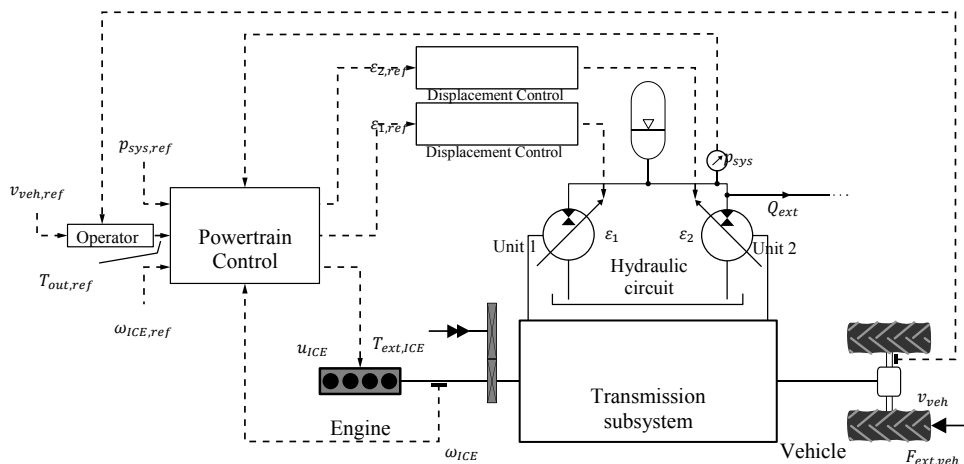 ε2,ref
Displacement Control
ε1,ref
Displacement Control
psys,ref
psys
vveh,ref
Operator
Powertrain
Control
Qext
Unit 1
ε1
ε2
Unit 2
Tout,ref
Hydraulic
circuit
ωICE,ref
uICE
Text,ICE
Transmission
subsystem
vveh
Engine
Vehicle
ωICE
Fext,veh